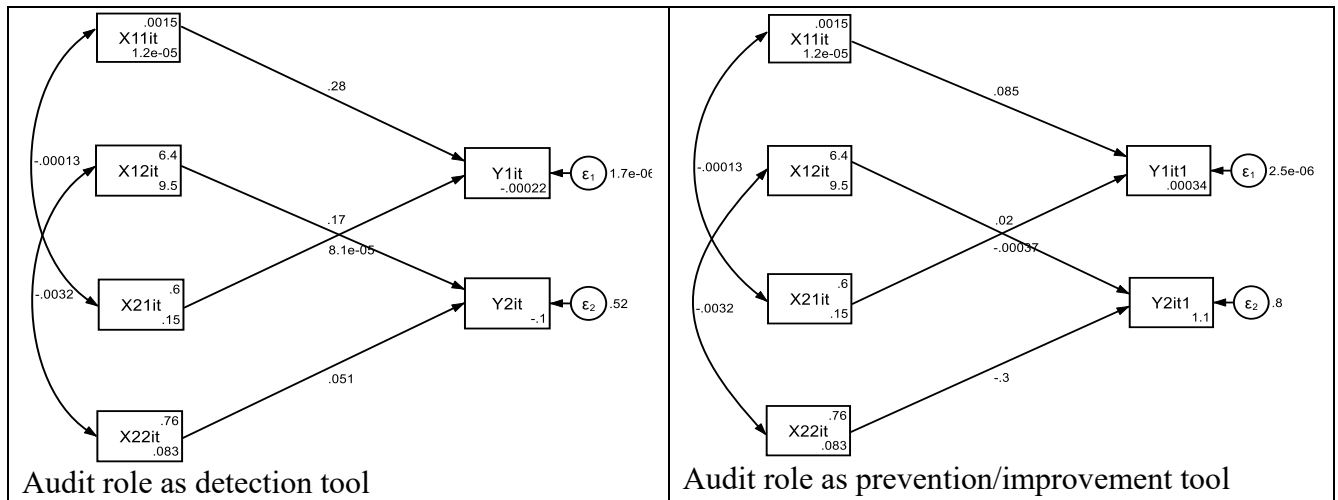 .0015
X11it
1.2e-05
.28
-.00013
6.4
X12it
9.5
Y1it
-.00022
ε1
1.7e-06
.17
8.1e-05
-.0032
.6
X21it
.15
Y2it
-.1
ε2
.52
.051
.76
X22it
.083
Audit role as detection tool
.0015
X11it
1.2e-05
.085
-.00013
6.4
X12it
9.5
Y1it1
.00034
ε1
2.5e-06
.02
-.00037
-.0032
.6
X21it
.15
Y2it1
1.1
ε2
.8
-.3
.76
X22it
.083
Audit role as prevention/improvement tool